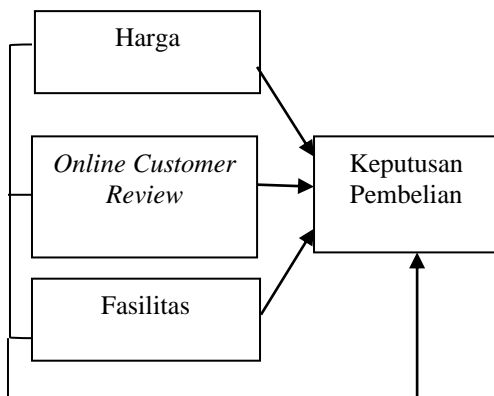 Harga
Online Customer
Review
Keputusan
Pembelian
Fasilitas